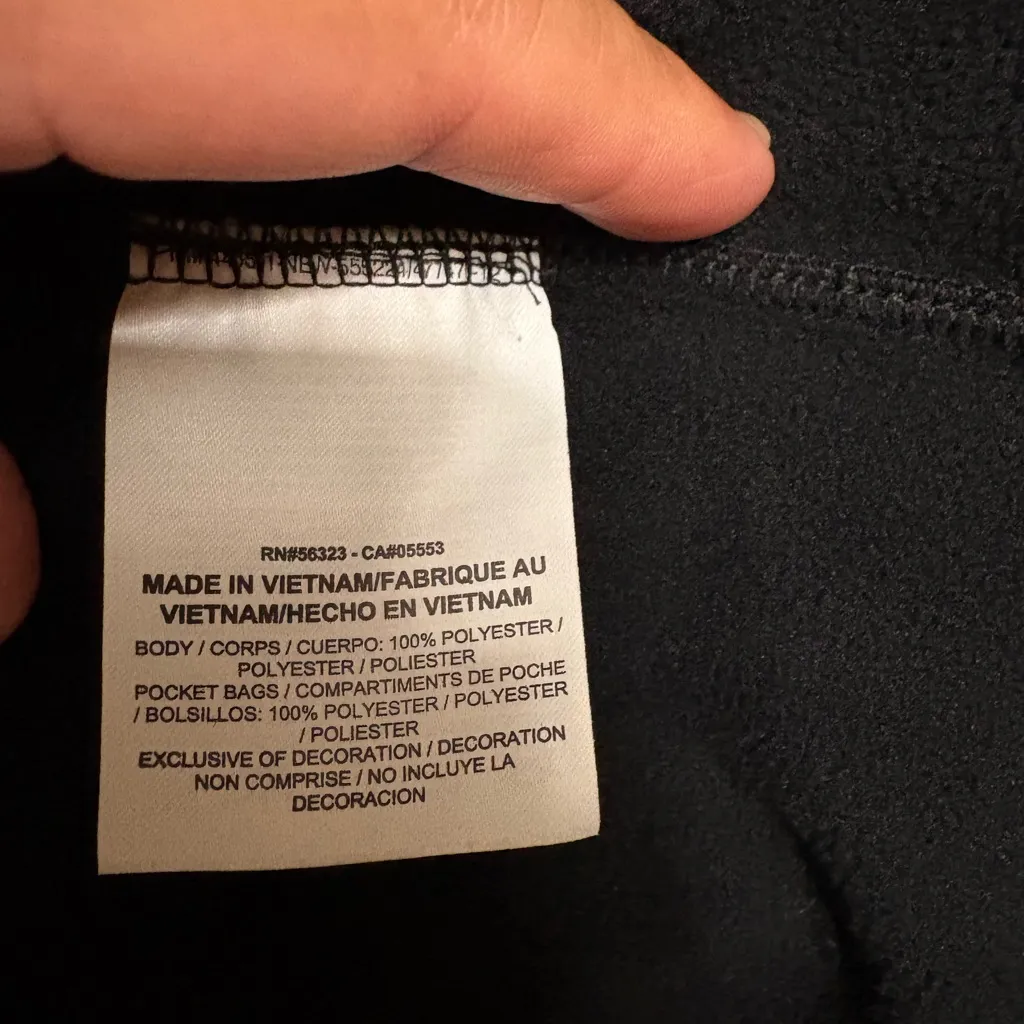 RN#56323 - CA#05553
MADE IN VIETNAM/FABRIQUE AU
VIETNAM/HECHO EN VIETNAM
BODY / CORPS / CUERPO: 100% POLYESTER /
POLYESTER / POLIESTER
POCKET BAGS / COMPARTIMENTS DE POCHE
/ BOLSILLOS: 100% POLYESTER / POLYESTER
/ POLIESTER
EXCLUSIVE OF DECORATION / DECORATION
NON COMPRISE / NO INCLUYE LA
DECORACION